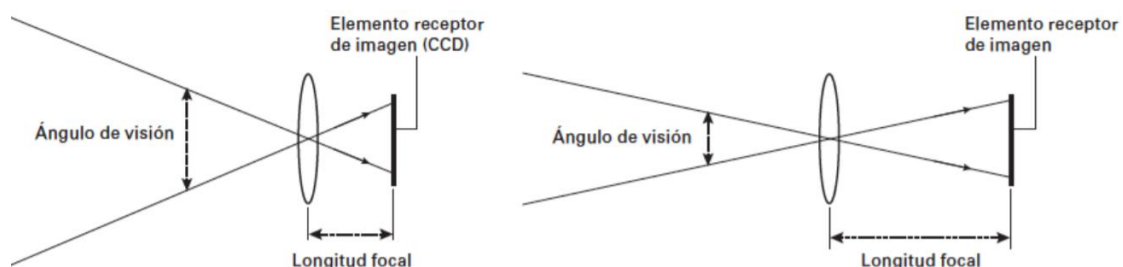 Elemento receptor
de imagen (CCD)
Ángulo de visión
Longitud focal
Elemento receptor
de imagen
Ángulo de visión
Longitud focal